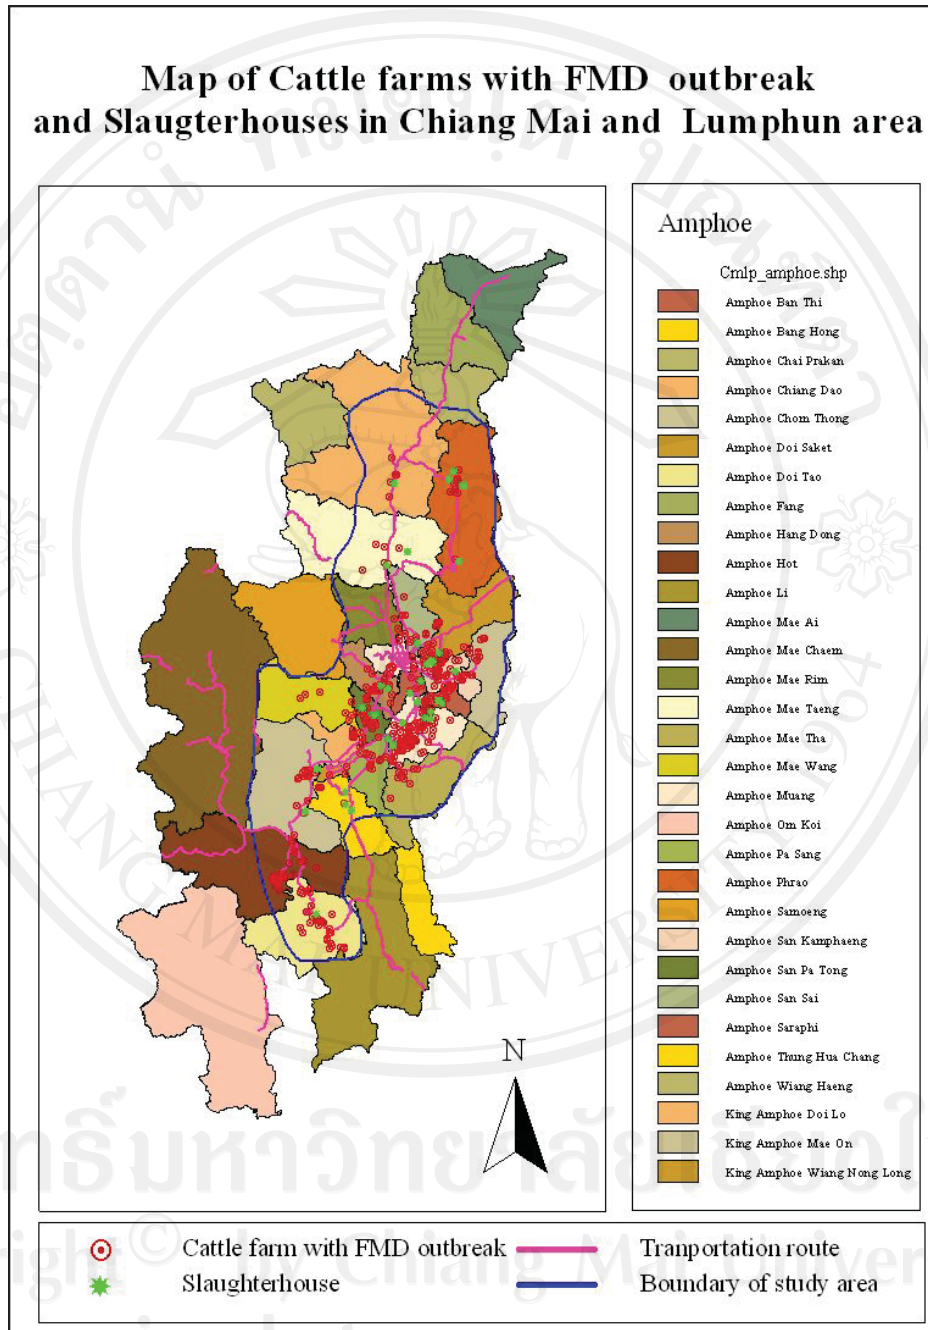 Map of Cattle farms with FMD outbreak
and Slaugterhouses in Chiang Mai and Lumphun area
Amphoe
Cmlp_amphoe.shp
Amphoe Ban Thi
Amphoe Bang Hong
Amphoe Chai Prakan
Amphoe Chiang Dao
Amphoe Chom Thong
Amphoe Doi Saket
Amphoe Doi Tao
Amphoe Fang
Amphoe Hang Dong
Amphoe Hot
Amphoe Li
Amphoe Mae Ai
Amphoe Mae Chaem
Amphoe Mae Rim
Amphoe Mae Taeng
Amphoe Mae Tha
Amphoe Mae Wang
Amphoe Muang
Amphoe Om Koi
Amphoe Pa Sang
Amphoe Phrao
Amphoe Samoeng
Amphoe San Kamphaeng
Amphoe San Pa Tong
Amphoe San Sai
Amphoe Saraphi
Amphoe Thung Hua Chang
Amphoe Wiang Haeng
King Amphoe Doi Lo
King Amphoe Mae On
King Amphoe Wiang Nong Long
N
Cattle farm with FMD outbreak
Tranportation route
Slaughterhouse
Boundary of study area